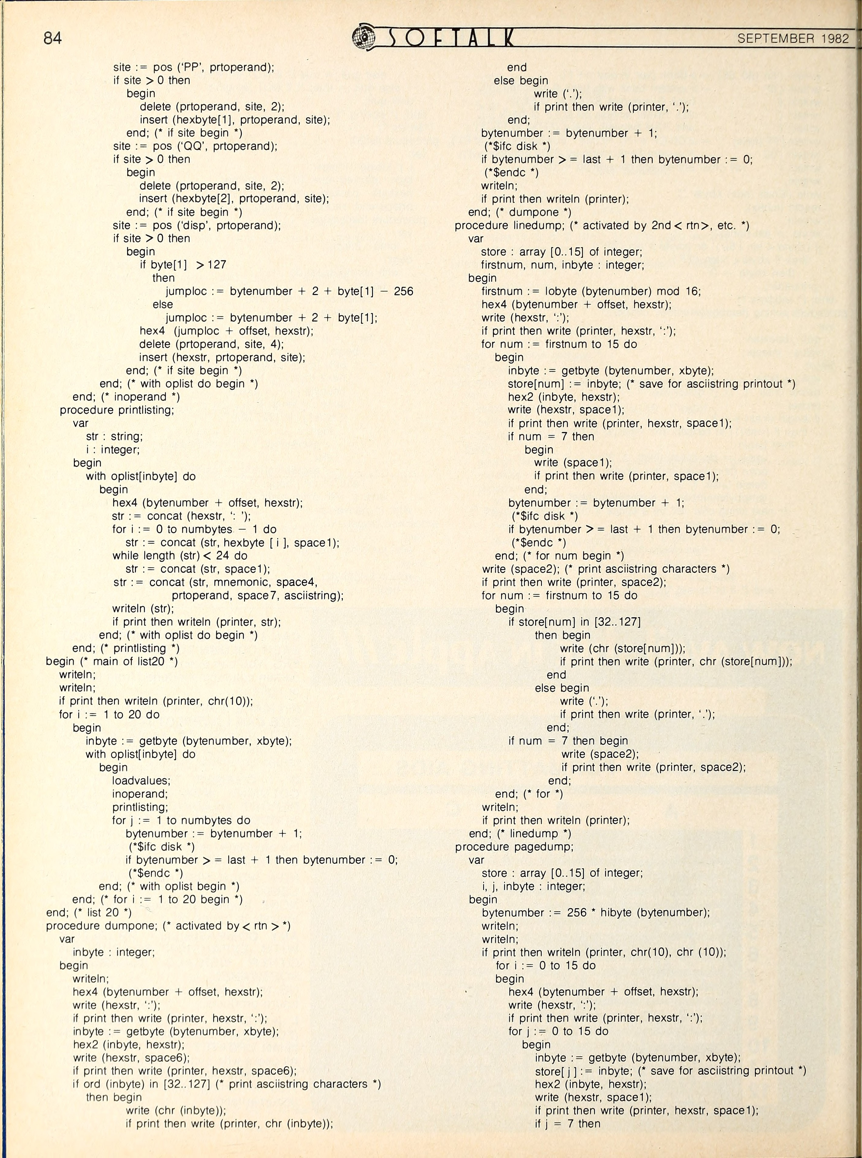 84
SOFTALK
SEPTEMBER 1982
site := pos ('PP', prtoperand);
if site > 0 then
begin
delete (prtoperand, site, 2);
insert (hexbyte[1], prtoperand, site);
end; (* if site begin *)
site := pos ('QQ', prtoperand);
if site > 0 then
begin
delete (prtoperand, site, 2);
insert (hexbyte[2], prtoperand, site);
end; (* if site begin *)
site := pos ('disp', prtoperand);
if site > 0 then
begin
if byte[1] > 127
then
jumploc := bytenumber + 2 + byte[1] − 256
else
jumploc := bytenumber + 2 + byte[1];
hex4 (jumploc + offset, hexstr);
delete (prtoperand, site, 4);
insert (hexstr, prtoperand, site);
end; (* if site begin *)
end; (* with oplist do begin *)
end; (* inoperand *)
procedure printlisting;
var
str : string;
i : integer;
begin
with oplist[inbyte] do
begin
hex4 (bytenumber + offset, hexstr);
str := concat (hexstr, ': ');
for i := 0 to numbytes − 1 do
str := concat (str, hexbyte [ i ], space1);
while length (str) < 24 do
str := concat (str, space1);
str := concat (str, mnemonic, space4,
prtoperand, space7, asciistring);
writeln (str);
if print then writeln (printer, str);
end; (* with oplist do begin *)
end; (* printlisting *)
begin (* main of list20 *)
writeln;
writeln;
if print then writeln (printer, chr(10));
for i := 1 to 20 do
begin
inbyte := getbyte (bytenumber, xbyte);
with oplist[inbyte] do
begin
loadvalues;
inoperand;
printlisting;
for j := 1 to numbytes do
bytenumber := bytenumber + 1;
(*$ifc disk *)
if bytenumber > = last + 1 then bytenumber := 0;
(*$endc *)
end; (* with oplist begin *)
end; (* for i := 1 to 20 begin *)
end; (* list 20 *)
procedure dumpone; (* activated by < rtn > *)
var
inbyte : integer;
begin
writeln;
hex4 (bytenumber + offset, hexstr);
write (hexstr, ':');
if print then write (printer, hexstr, ':');
inbyte := getbyte (bytenumber, xbyte);
hex2 (inbyte, hexstr);
write (hexstr, space6);
if print then write (printer, hexstr, space6);
if ord (inbyte) in [32..127] (* print asciistring characters *)
then begin
write (chr (inbyte));
if print then write (printer, chr (inbyte));
end
else begin
write ('.');
if print then write (printer, '.');
end;
bytenumber := bytenumber + 1;
(*$ifc disk *)
if bytenumber > = last + 1 then bytenumber := 0;
(*$endc *)
writeln;
if print then writeln (printer);
end; (* dumpone *)
procedure linedump; (* activated by 2nd < rtn>, etc. *)
var
store : array [0..15] of integer;
firstnum, num, inbyte : integer;
begin
firstnum := lobyte (bytenumber) mod 16;
hex4 (bytenumber + offset, hexstr);
write (hexstr, ':');
if print then write (printer, hexstr, ':');
for num := firstnum to 15 do
begin
inbyte := getbyte (bytenumber, xbyte);
store[num] := inbyte; (* save for asciistring printout *)
hex2 (inbyte, hexstr);
write (hexstr, space1);
if print then write (printer, hexstr, space1);
if num = 7 then
begin
write (space1);
if print then write (printer, space1);
end;
bytenumber := bytenumber + 1;
(*$ifc disk *)
if bytenumber > = last + 1 then bytenumber := 0;
(*$endc *)
end; (* for num begin *)
write (space2); (* print asciistring characters *)
if print then write (printer, space2);
for num := firstnum to 15 do
begin
if store[num] in [32..127]
then begin
write (chr (store[num]));
if print then write (printer, chr (store[num]));
end
else begin
write ('.');
if print then write (printer, '.');
end;
if num = 7 then begin
write (space2);
if print then write (printer, space2);
end;
end; (* for *)
writeln;
if print then writeln (printer);
end; (* linedump *)
procedure pagedump;
var
store : array [0..15] of integer;
i, j, inbyte : integer;
begin
bytenumber := 256 * hibyte (bytenumber);
writeln;
writeln;
if print then writeln (printer, chr(10), chr (10));
for i := 0 to 15 do
begin
hex4 (bytenumber + offset, hexstr);
write (hexstr, ':');
if print then write (printer, hexstr, ':');
for j := 0 to 15 do
begin
inbyte := getbyte (bytenumber, xbyte);
store[ j ] := inbyte; (* save for asciistring printout *)
hex2 (inbyte, hexstr);
write (hexstr, space1);
if print then write (printer, hexstr, space1);
if j = 7 then